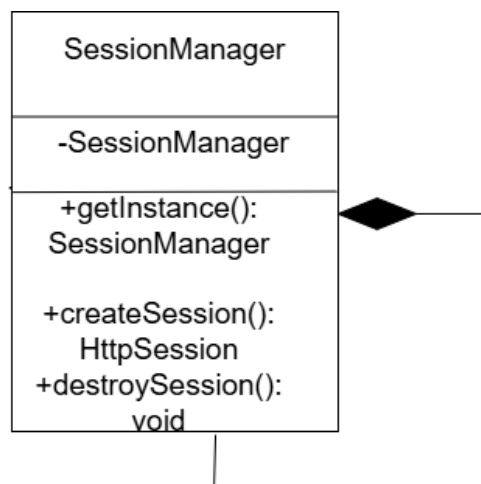 SessionManager
-SessionManager
+getInstance():
SessionManager
+createSession():
HttpSession
+destroySession():
void